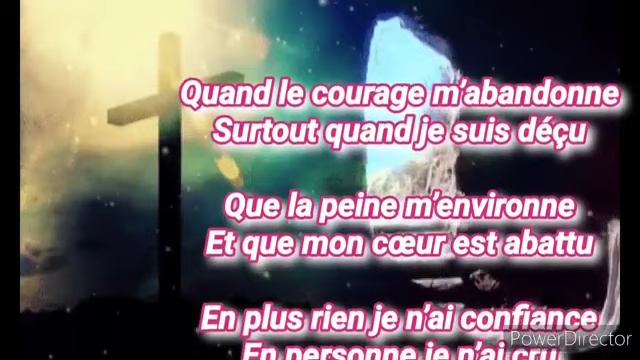 Quand le courage m’abandonne
Surtout quand je suis déçu
Que la peine m’environne
Et que mon cœur est abattu
En plus rien je n’ai confiance
En personne je n’ai cru
PowerDirector